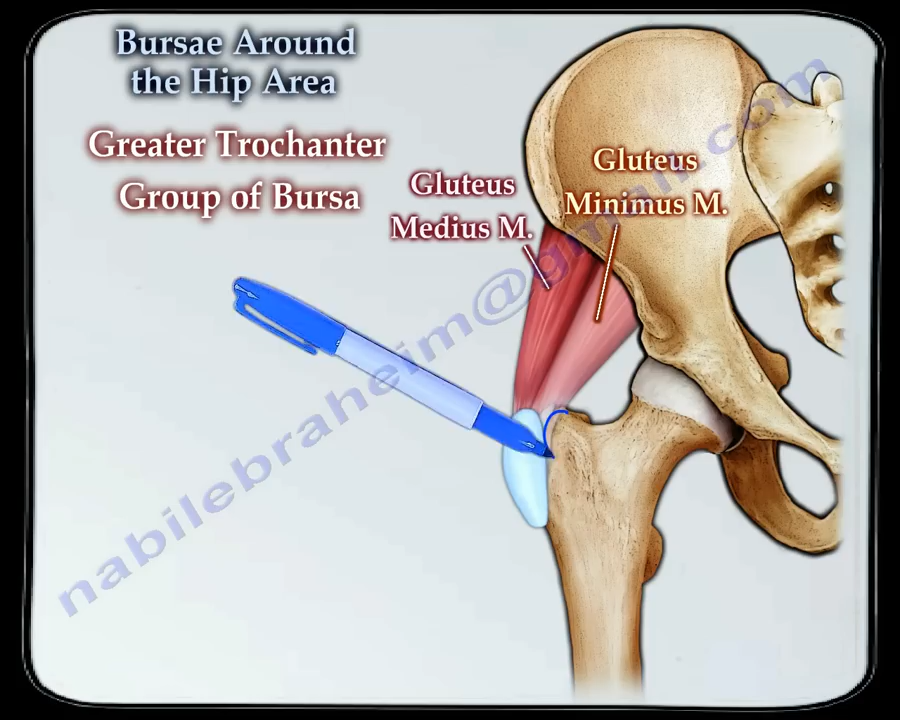 Bursae Around
the Hip Area
Greater Trochanter
Group of Bursa
Gluteus
Medius M.
Gluteus
Minimus M.
nabilebraheim@gmail.com